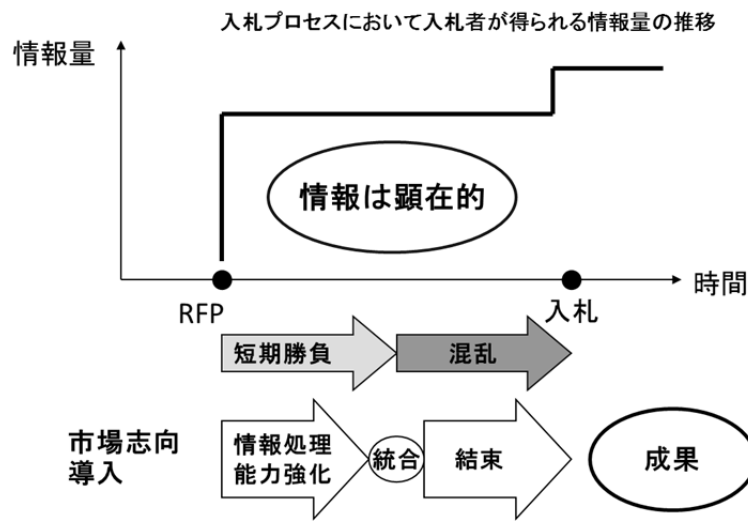 入札プロセスにおいて入札者が得られる情報量の推移
情報量
情報は顕在的
時間
RFP
入札
短期勝負
混乱
市場志向
導入
情報処理
能力強化
統合
結束
成果